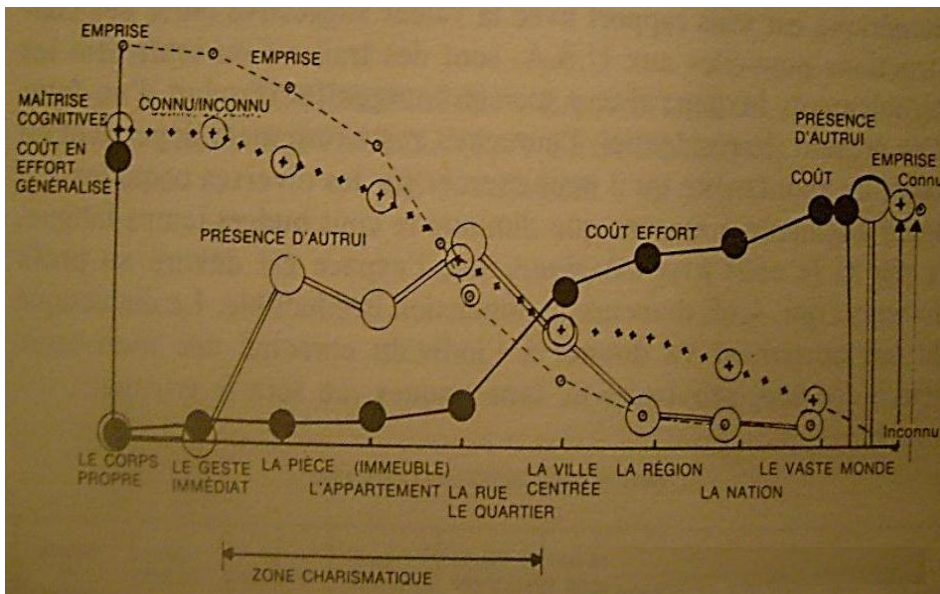 EMPRISE
EMPRISE
MAÎTRISE
COGNITIVEE
CONNU/INCONNU
COÛT EN
EFFORT
GÉNÉRALISÉ
PRÉSENCE D'AUTRUI
COÛT EFFORT
PRÉSENCE
D'AUTRUI
COÛT
EMPRISE
Connu
Inconnu
LE CORPS
PROPRE
LE GESTE
IMMÉDIAT
LA PIÈCE
(IMMEUBLE)
L'APPARTEMENT
LA RUE
LE QUARTIER
LA VILLE
CENTRÉE
LA RÉGION
LA NATION
LE VASTE MONDE
ZONE CHARISMATIQUE